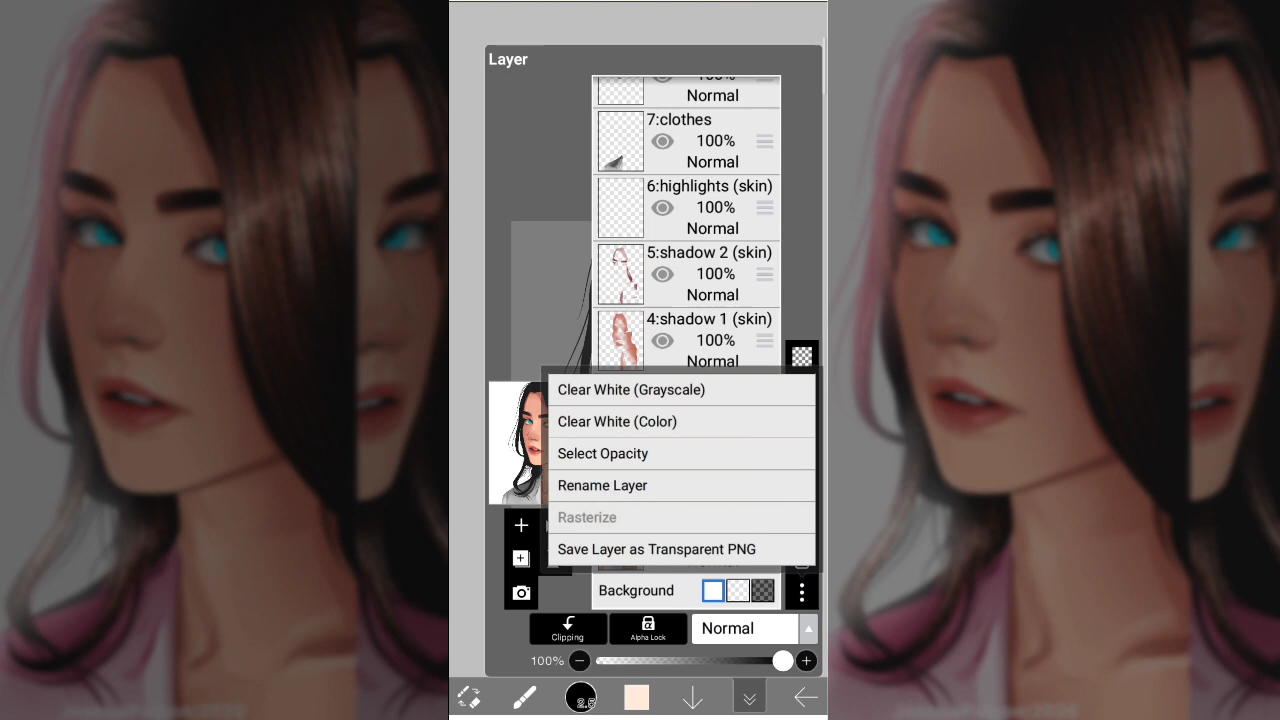 Layer
Normal
7:clothes
100%
Normal
6:highlights (skin)
100%
Normal
5:shadow 2 (skin)
100%
Normal
4:shadow 1 (skin)
100%
Normal
Clear White (Grayscale)
Clear White (Color)
Select Opacity
Rename Layer
Rasterize
Save Layer as Transparent PNG
Background
Clipping
Alpha Lock
Normal
100%
2.5